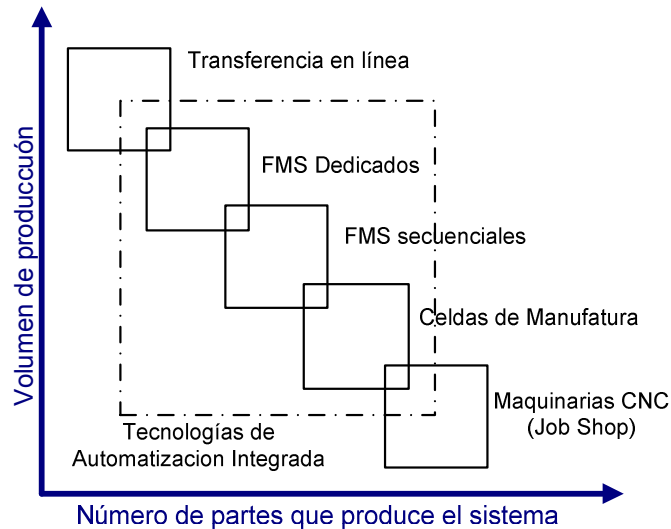 Transferencia en línea
FMS Dedicados
FMS secuenciales
Celdas de Manufatura
Maquinarias CNC
(Job Shop)
Tecnologías de
Automatizacion Integrada
Volumen de produccuón
Número de partes que produce el sistema